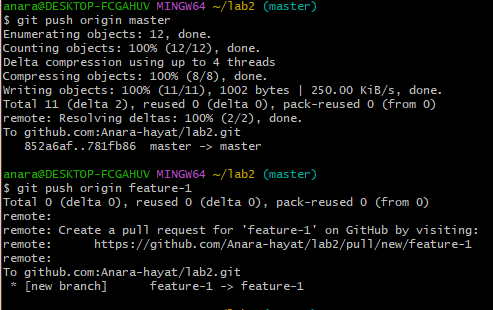 anara@DESKTOP-FCGAHUV MINGW64 ~/lab2 (master)
$ git push origin master
Enumerating objects: 12, done.
Counting objects: 100% (12/12), done.
Delta compression using up to 4 threads
Compressing objects: 100% (8/8), done.
Writing objects: 100% (11/11), 1002 bytes | 250.00 KiB/s, done.
Total 11 (delta 2), reused 0 (delta 0), pack-reused 0 (from 0)
remote: Resolving deltas: 100% (2/2), done.
To github.com:Anara-hayat/lab2.git
   852a6af..781fb86  master -> master
anara@DESKTOP-FCGAHUV MINGW64 ~/lab2 (master)
$ git push origin feature-1
Total 0 (delta 0), reused 0 (delta 0), pack-reused 0 (from 0)
remote:
remote: Create a pull request for 'feature-1' on GitHub by visiting:
remote:      https://github.com/Anara-hayat/lab2/pull/new/feature-1
remote:
To github.com:Anara-hayat/lab2.git
 * [new branch]      feature-1 -> feature-1